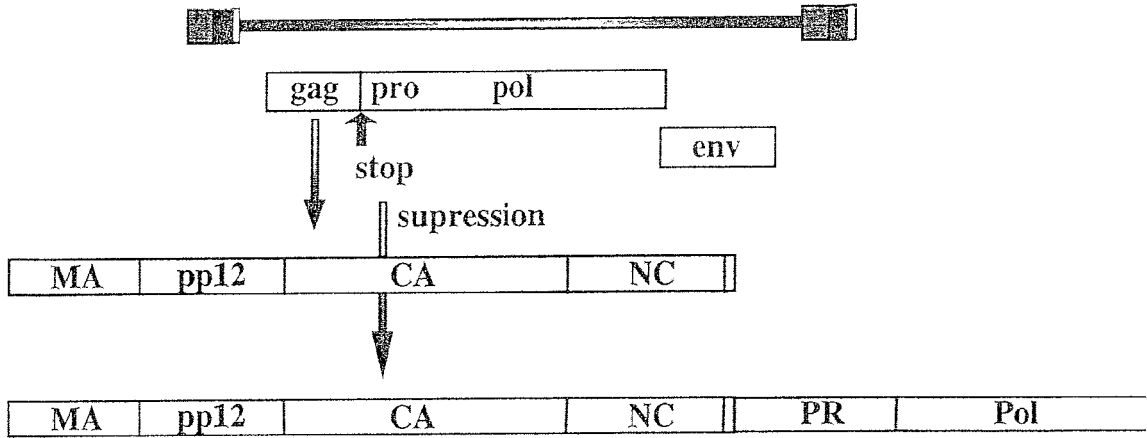 gag pro pol
env
stop
supression
MA pp12 CA NC
MA pp12 CA NC PR Pol